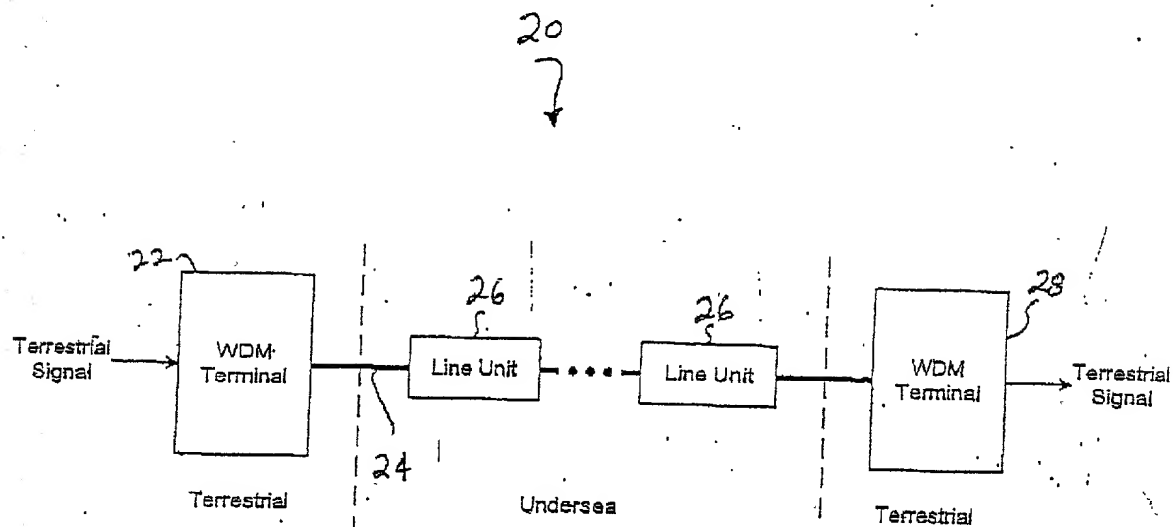 20
22
26
26
28
Terrestrial
Signal
WDM
Terminal
Line Unit
Line Unit
WDM
Terminal
Terrestrial
Signal
24
Terrestrial
Undersea
Terrestrial